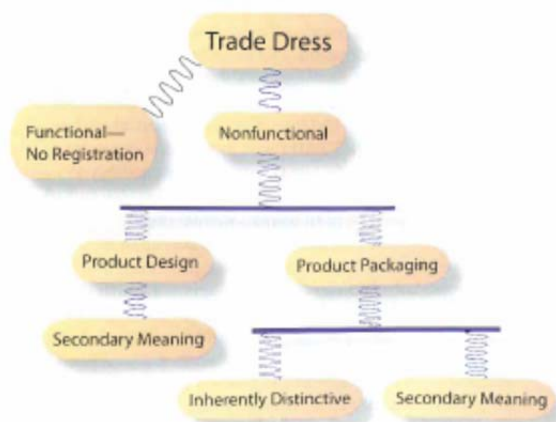 Trade Dress
Functional—
No Registration
Nonfunctional
Product Design
Product Packaging
Secondary Meaning
Inherently Distinctive
Secondary Meaning